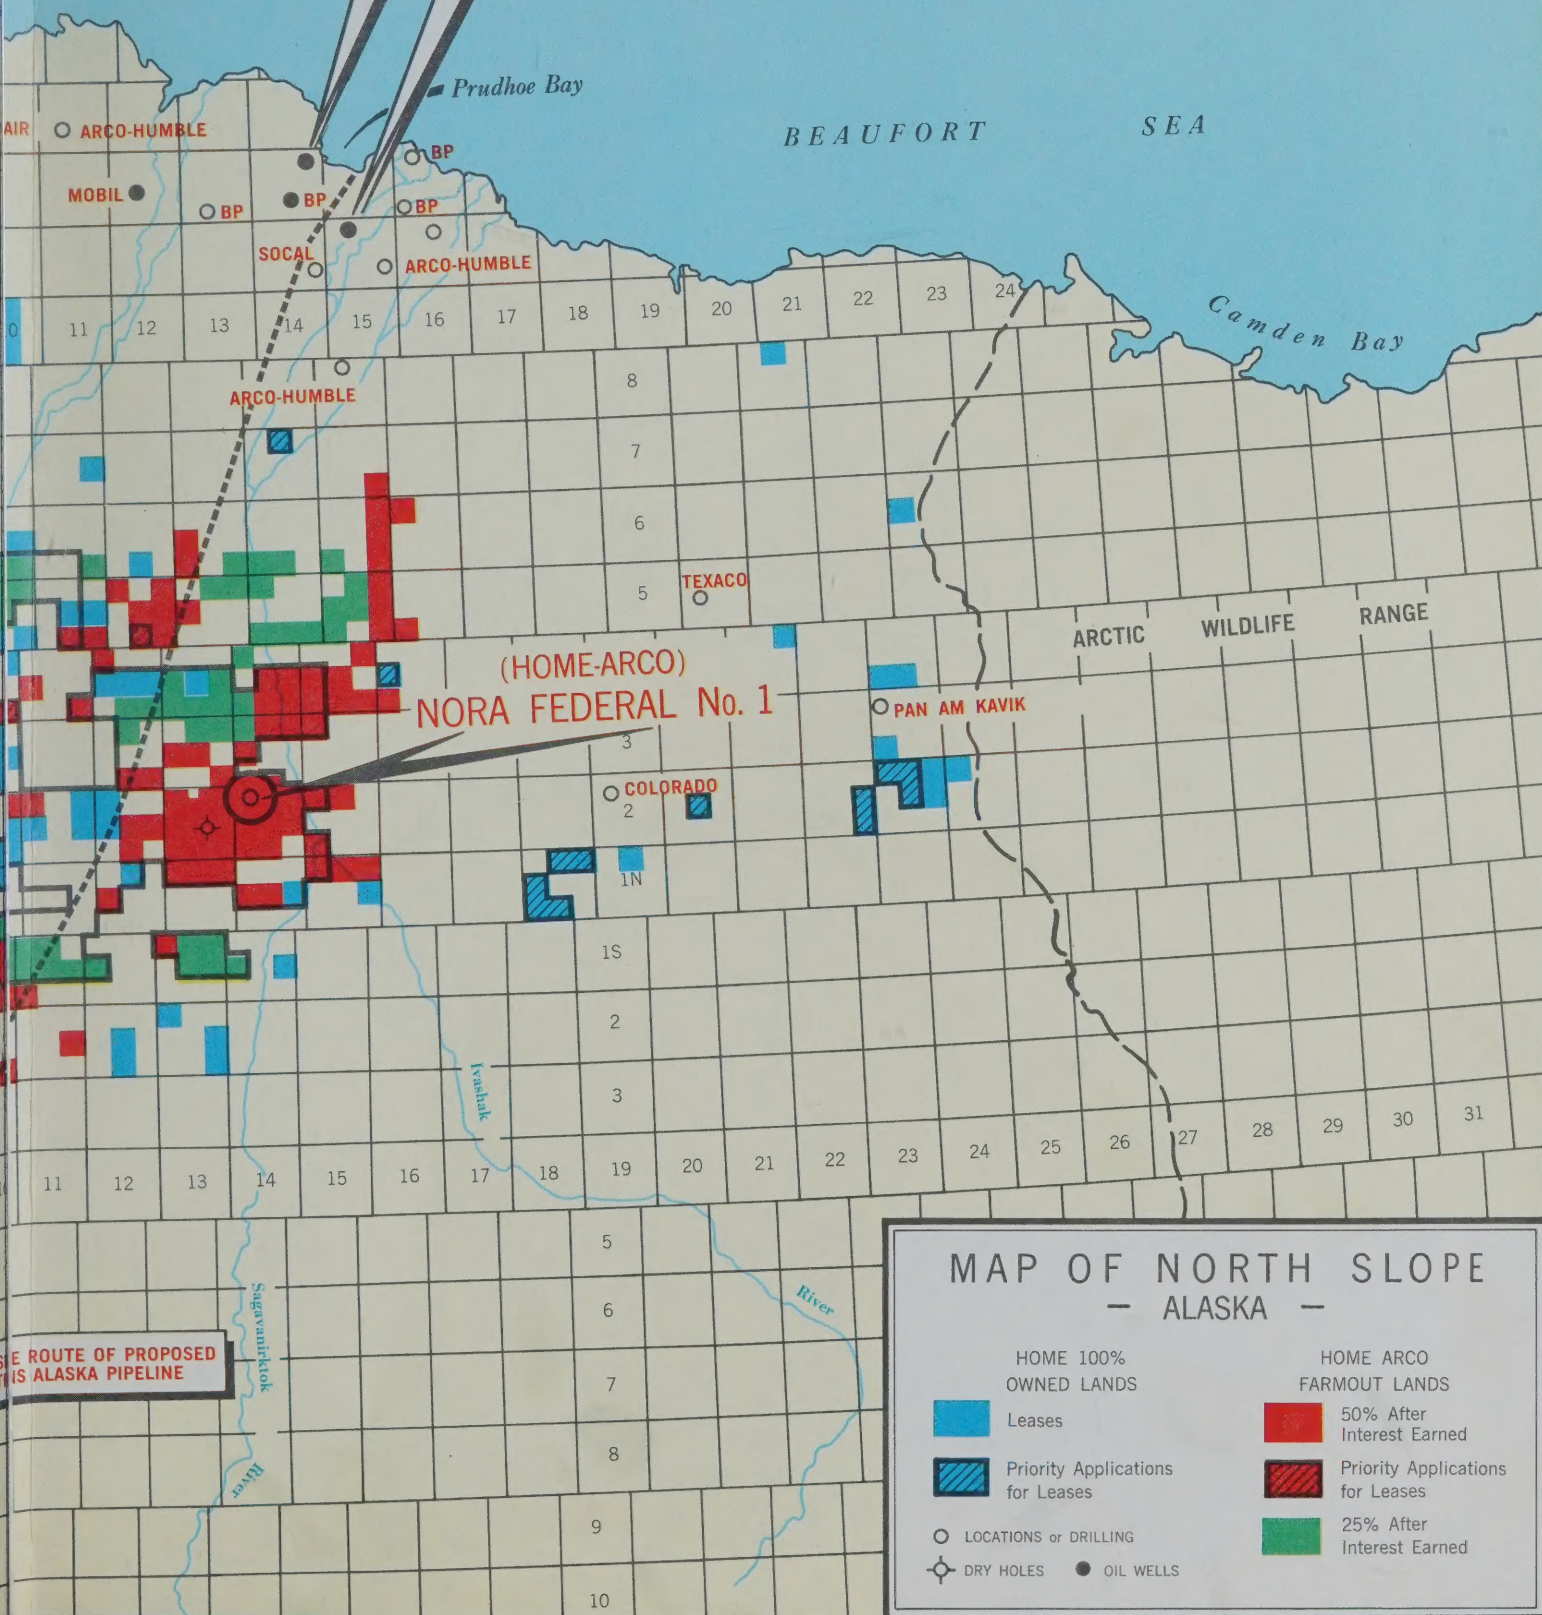 Prudhoe Bay
BEAUFORT SEA
AIR
ARCO-HUMBLE
BP
MOBIL
BP
BP
BP
SOCAL
ARCO-HUMBLE
Camden Bay
11 12 13 14 15 16 17 18 19 20 21 22 23 24
ARCO-HUMBLE
8
7
6
5
TEXACO
ARCTIC WILDLIFE RANGE
(HOME-ARCO)
NORA FEDERAL No. 1
PAN AM KAVIK
3
COLORADO
2
1N
1S
2
3
Ivashak
River
11 12 13 14 15 16 17 18 19 20 21 22 23 24 25 26 27 28 29 30 31
5
6
7
8
9
10
Sagavanirktok
River
E ROUTE OF PROPOSED
ALASKA PIPELINE
MAP OF NORTH SLOPE
— ALASKA —
HOME 100%
OWNED LANDS
Leases
Priority Applications
for Leases
LOCATIONS or DRILLING
DRY HOLES
OIL WELLS
HOME ARCO
FARMOUT LANDS
50% After
Interest Earned
Priority Applications
for Leases
25% After
Interest Earned